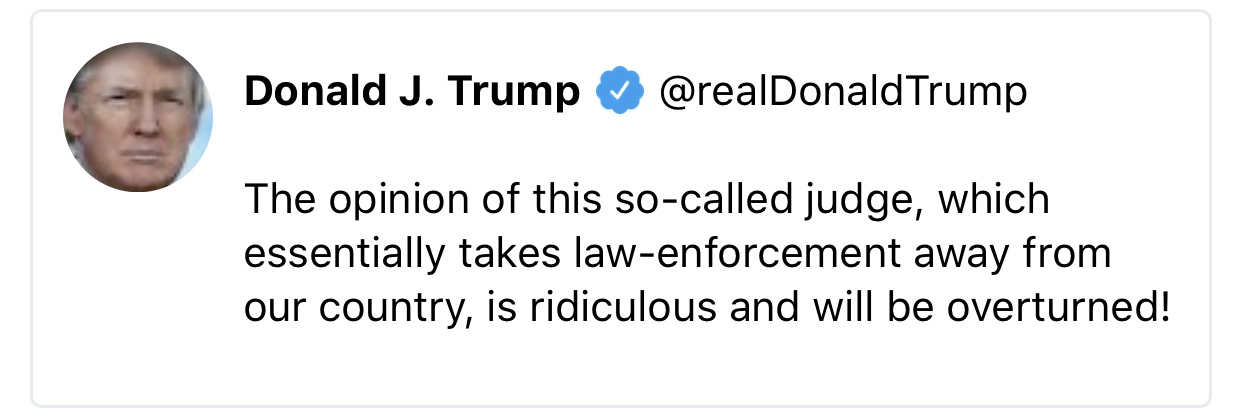 Donald J. Trump @realDonaldTrump
The opinion of this so-called judge, which
essentially takes law-enforcement away from
our country, is ridiculous and will be overturned!